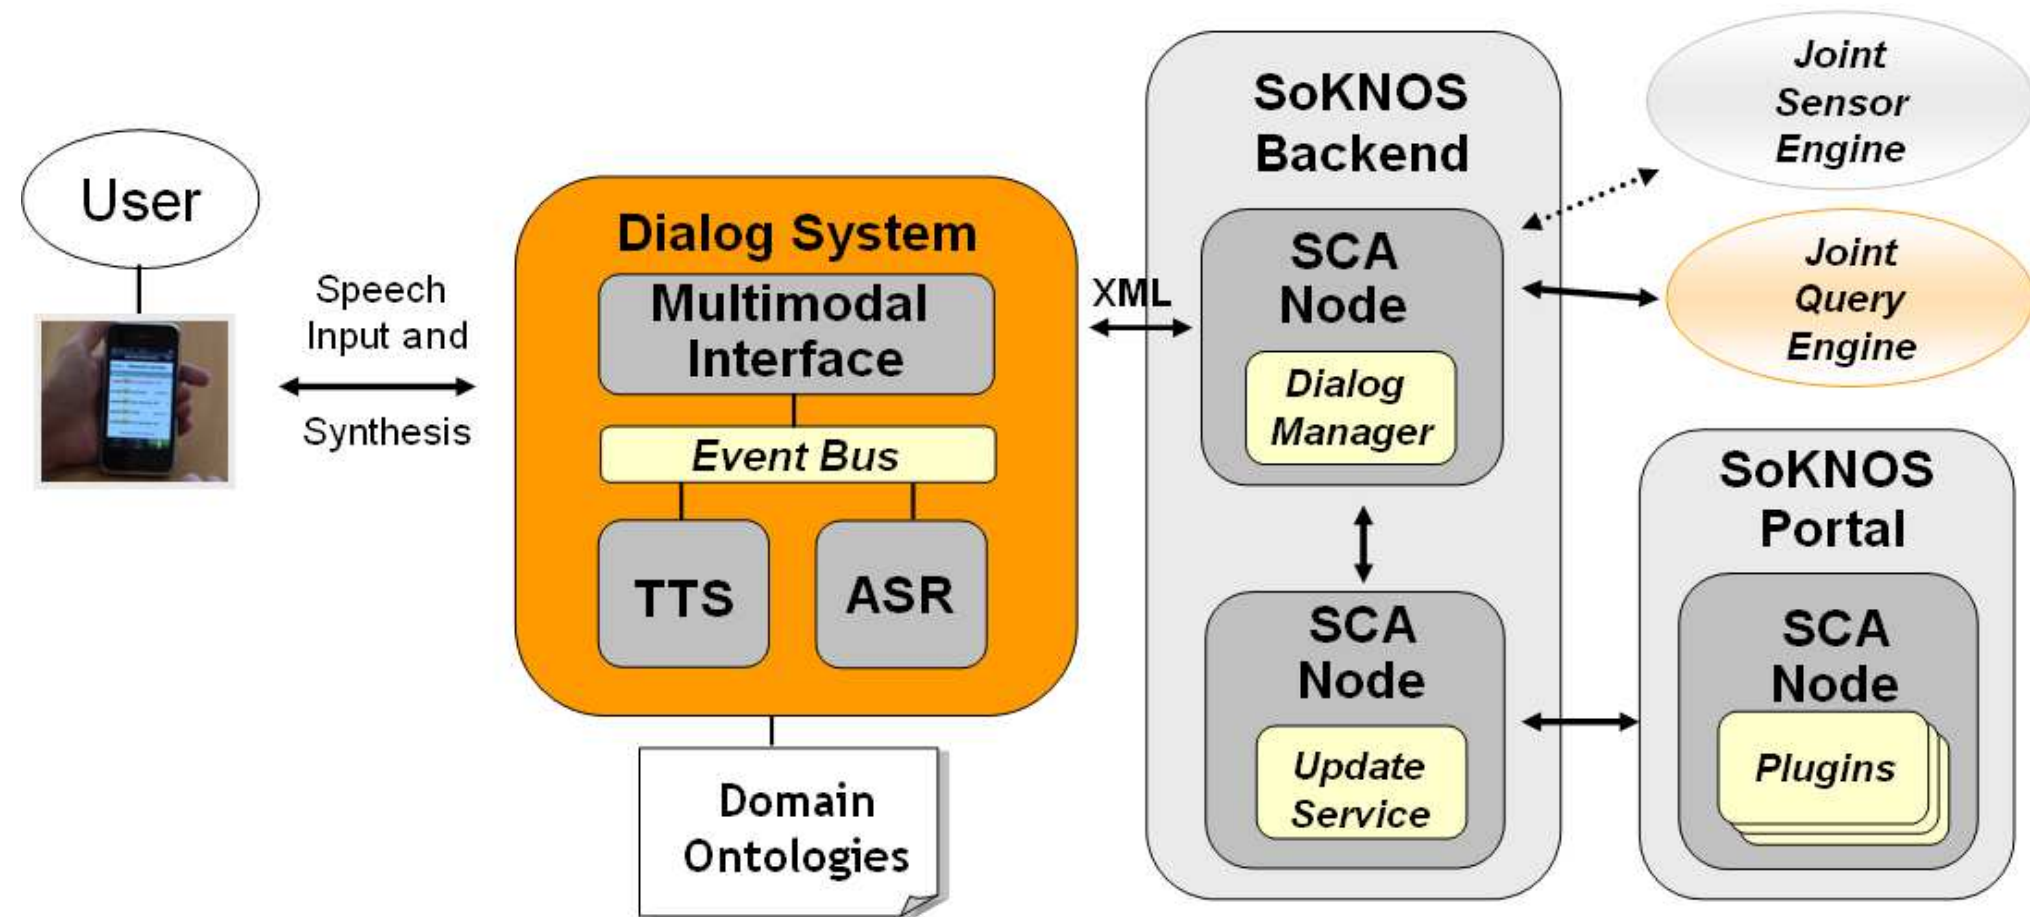 User
Speech
Input and
Synthesis
Dialog System
Multimodal
Interface
Event Bus
TTS
ASR
Domain
Ontologies
XML
SoKNOS
Backend
SCA
Node
Dialog
Manager
SCA
Node
Update
Service
Joint
Sensor
Engine
Joint
Query
Engine
SoKNOS
Portal
SCA
Node
Plugins